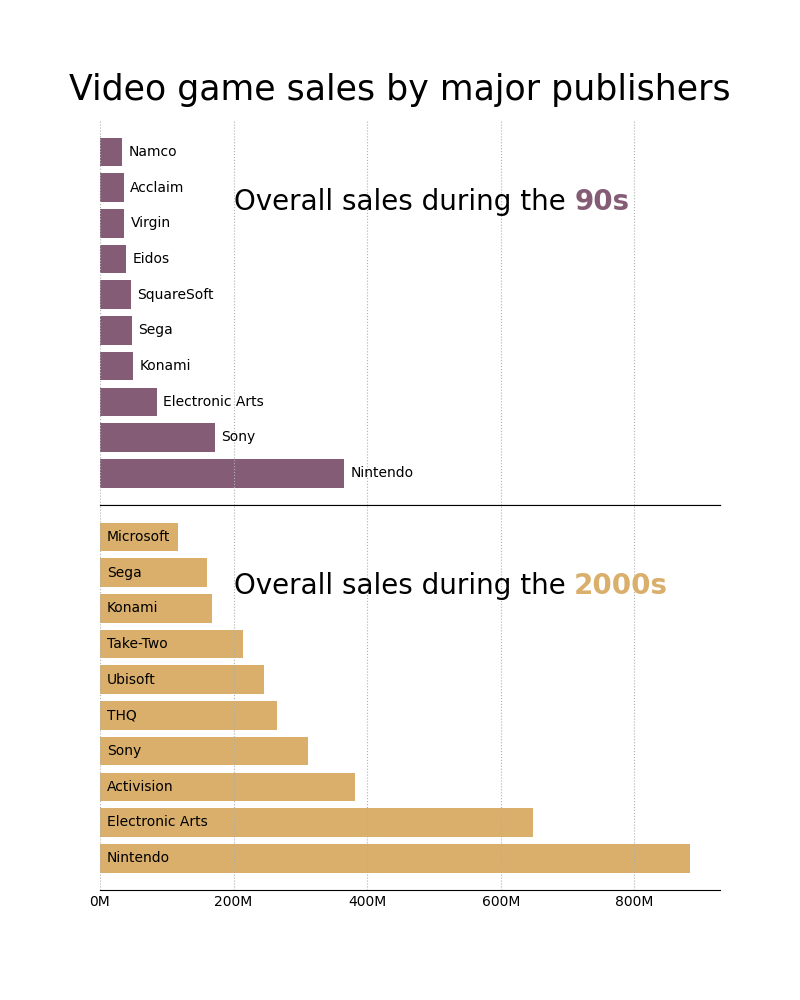 Video game sales by major publishers
Namco
Acclaim
Overall sales during the 90s
Virgin
Eidos
SquareSoft
Sega
Konami
Electronic Arts
Sony
Nintendo
Microsoft
Sega
Overall sales during the 2000s
Konami
Take-Two
Ubisoft
THQ
Sony
Activision
Electronic Arts
Nintendo
0M 200M 400M 600M 800M